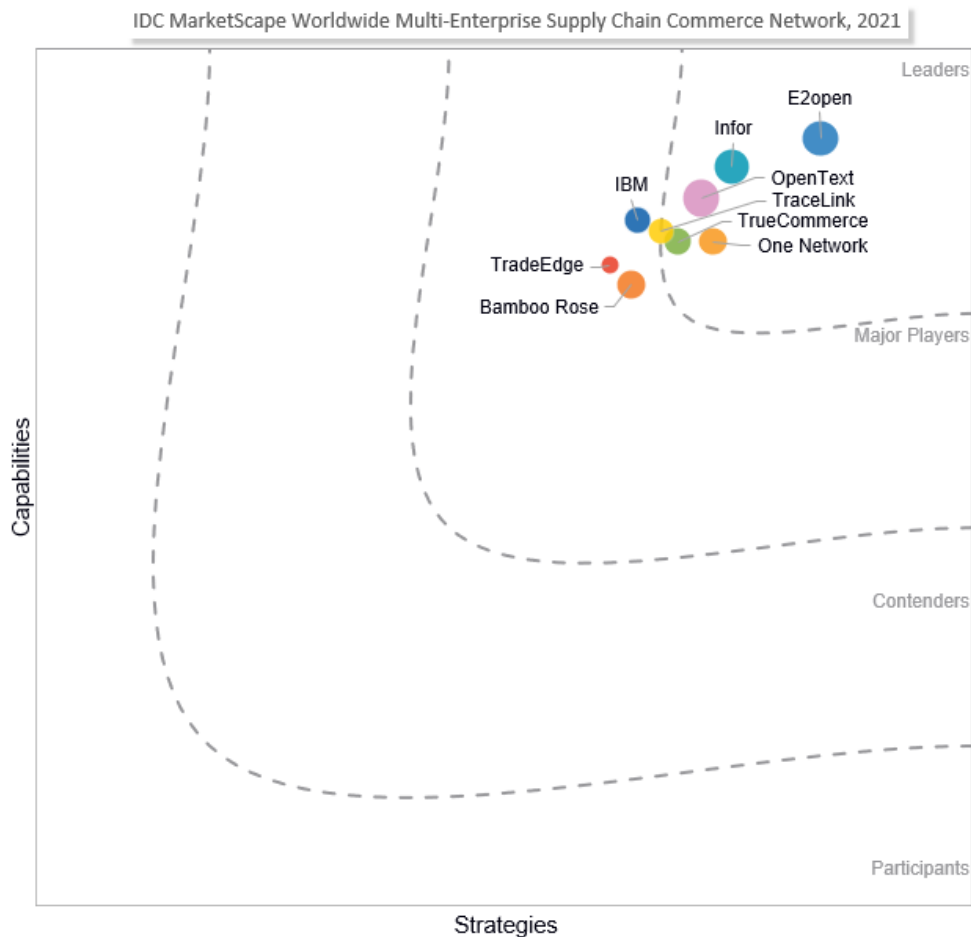 IDC MarketScape Worldwide Multi-Enterprise Supply Chain Commerce Network, 2021
Leaders
E2open
Infor
OpenText
IBM
TraceLink
TrueCommerce
One Network
TradeEdge
Bamboo Rose
Major Players
Capabilities
Contenders
Participants
Strategies